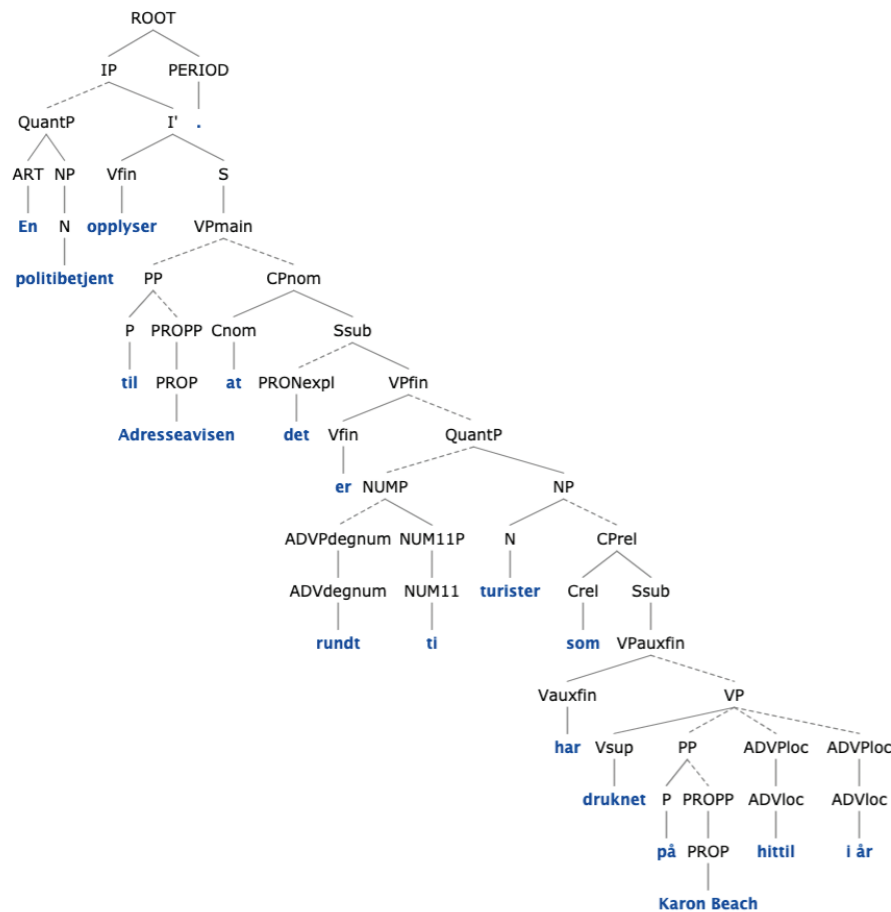 ROOT
IP PERIOD
QuantP I' .
ART NP Vfin S
En N opplyser VPmain
politibetjent PP CPnom
P PROPP Cnom Ssub
til PROP at PRONexpl VPfin
Adresseavisen det Vfin QuantP
er NUMP NP
ADVPdegnum NUM11P N CPrel
ADVdegnum NUM11 turister Crel Ssub
rundt ti som VPauxfin
Vauxfin VP
har Vsup PP ADVPloc ADVPloc
druknet P PROPP ADVloc ADVloc
på PROP hittil i år
Karon Beach